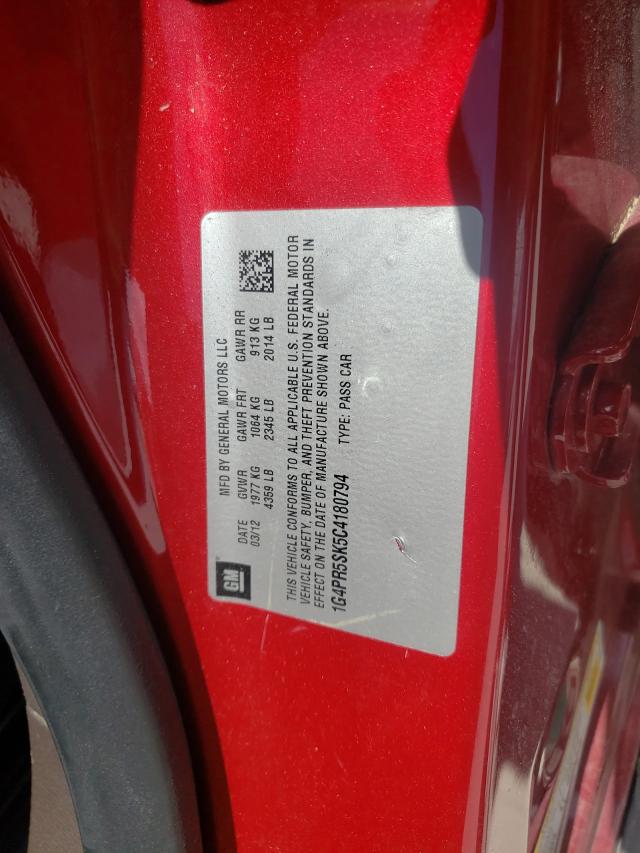 GM
MFD BY GENERAL MOTORS LLC
DATE GVWR GAWR FRT GAWR RR
03/12 1977 KG 1064 KG 913 KG
4359 LB 2345 LB 2014 LB
THIS VEHICLE CONFORMS TO ALL APPLICABLE U.S. FEDERAL MOTOR
VEHICLE SAFETY, BUMPER, AND THEFT PREVENTION STANDARDS IN
EFFECT ON THE DATE OF MANUFACTURE SHOWN ABOVE.
1G4PR5SK5C4180794 TYPE: PASS CAR